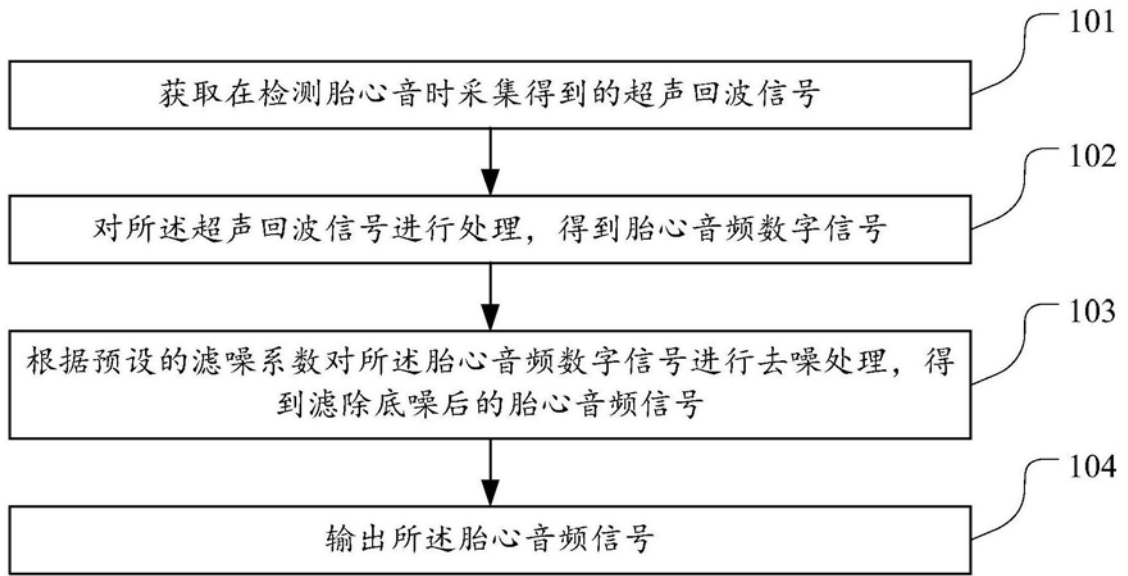 101
获取在检测胎心音时采集得到的超声回波信号
102
对所述超声回波信号进行处理，得到胎心音频数字信号
103
根据预设的滤噪系数对所述胎心音频数字信号进行去噪处理，得
到滤除底噪后的胎心音频信号
104
输出所述胎心音频信号